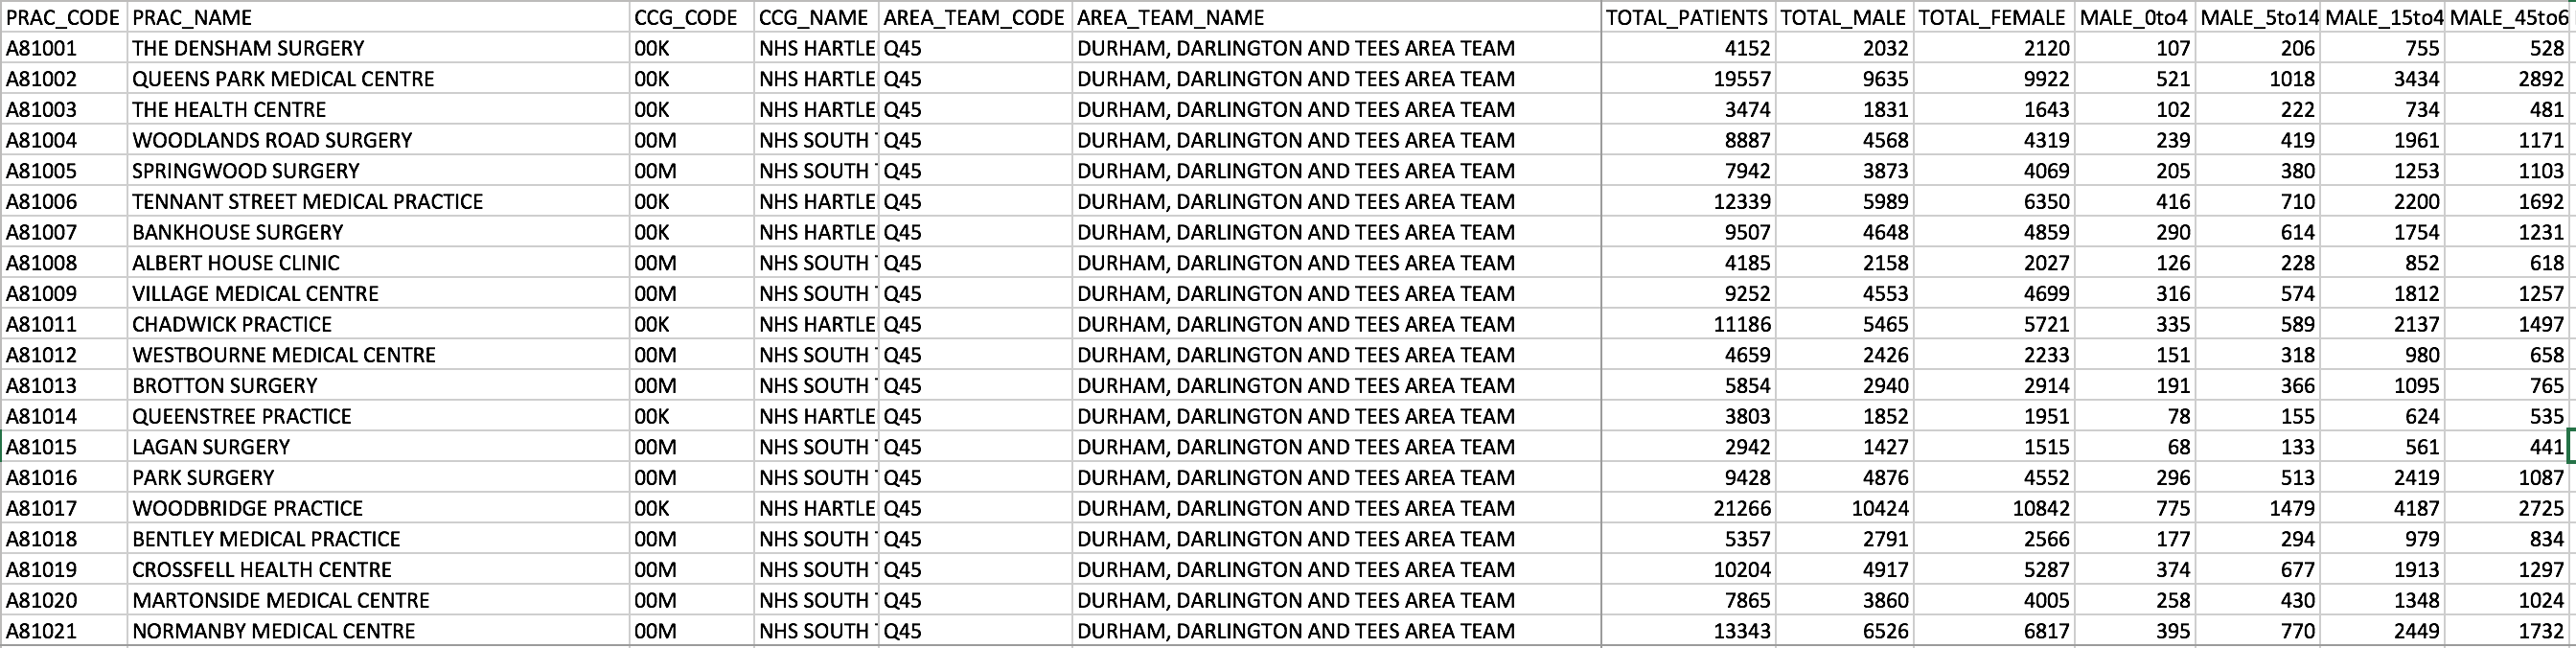 PRAC_CODE PRAC_NAME CCG_CODE CCG_NAME AREA_TEAM_CODE AREA_TEAM_NAME TOTAL_PATIENTS TOTAL_MALE TOTAL_FEMALE MALE_0to4 MALE_5to14 MALE_15to4 MALE_45to6
A81001 THE DENSHAM SURGERY 00K NHS HARTLE Q45 DURHAM, DARLINGTON AND TEES AREA TEAM 4152 2032 2120 107 206 755 528
A81002 QUEENS PARK MEDICAL CENTRE 00K NHS HARTLE Q45 DURHAM, DARLINGTON AND TEES AREA TEAM 19557 9635 9922 521 1018 3434 2892
A81003 THE HEALTH CENTRE 00K NHS HARTLE Q45 DURHAM, DARLINGTON AND TEES AREA TEAM 3474 1831 1643 102 222 734 481
A81004 WOODLANDS ROAD SURGERY 00M NHS SOUTH Q45 DURHAM, DARLINGTON AND TEES AREA TEAM 8887 4568 4319 239 419 1961 1171
A81005 SPRINGWOOD SURGERY 00M NHS SOUTH Q45 DURHAM, DARLINGTON AND TEES AREA TEAM 7942 3873 4069 205 380 1253 1103
A81006 TENNANT STREET MEDICAL PRACTICE 00K NHS HARTLE Q45 DURHAM, DARLINGTON AND TEES AREA TEAM 12339 5989 6350 416 710 2200 1692
A81007 BANKHOUSE SURGERY 00K NHS HARTLE Q45 DURHAM, DARLINGTON AND TEES AREA TEAM 9507 4648 4859 290 614 1754 1231
A81008 ALBERT HOUSE CLINIC 00M NHS SOUTH Q45 DURHAM, DARLINGTON AND TEES AREA TEAM 4185 2158 2027 126 228 852 618
A81009 VILLAGE MEDICAL CENTRE 00M NHS SOUTH Q45 DURHAM, DARLINGTON AND TEES AREA TEAM 9252 4553 4699 316 574 1812 1257
A81011 CHADWICK PRACTICE 00K NHS HARTLE Q45 DURHAM, DARLINGTON AND TEES AREA TEAM 11186 5465 5721 335 589 2137 1497
A81012 WESTBOURNE MEDICAL CENTRE 00M NHS SOUTH Q45 DURHAM, DARLINGTON AND TEES AREA TEAM 4659 2426 2233 151 318 980 658
A81013 BROTTON SURGERY 00M NHS SOUTH Q45 DURHAM, DARLINGTON AND TEES AREA TEAM 5854 2940 2914 191 366 1095 765
A81014 QUEENSTREE PRACTICE 00K NHS HARTLE Q45 DURHAM, DARLINGTON AND TEES AREA TEAM 3803 1852 1951 78 155 624 535
A81015 LAGAN SURGERY 00M NHS SOUTH Q45 DURHAM, DARLINGTON AND TEES AREA TEAM 2942 1427 1515 68 133 561 441
A81016 PARK SURGERY 00M NHS SOUTH Q45 DURHAM, DARLINGTON AND TEES AREA TEAM 9428 4876 4552 296 513 2419 1087
A81017 WOODBRIDGE PRACTICE 00K NHS HARTLE Q45 DURHAM, DARLINGTON AND TEES AREA TEAM 21266 10424 10842 775 1479 4187 2725
A81018 BENTLEY MEDICAL PRACTICE 00M NHS SOUTH Q45 DURHAM, DARLINGTON AND TEES AREA TEAM 5357 2791 2566 177 294 979 834
A81019 CROSSFELL HEALTH CENTRE 00M NHS SOUTH Q45 DURHAM, DARLINGTON AND TEES AREA TEAM 10204 4917 5287 374 677 1913 1297
A81020 MARTONSIDE MEDICAL CENTRE 00M NHS SOUTH Q45 DURHAM, DARLINGTON AND TEES AREA TEAM 7865 3860 4005 258 430 1348 1024
A81021 NORMANBY MEDICAL CENTRE 00M NHS SOUTH Q45 DURHAM, DARLINGTON AND TEES AREA TEAM 13343 6526 6817 395 770 2449 1732